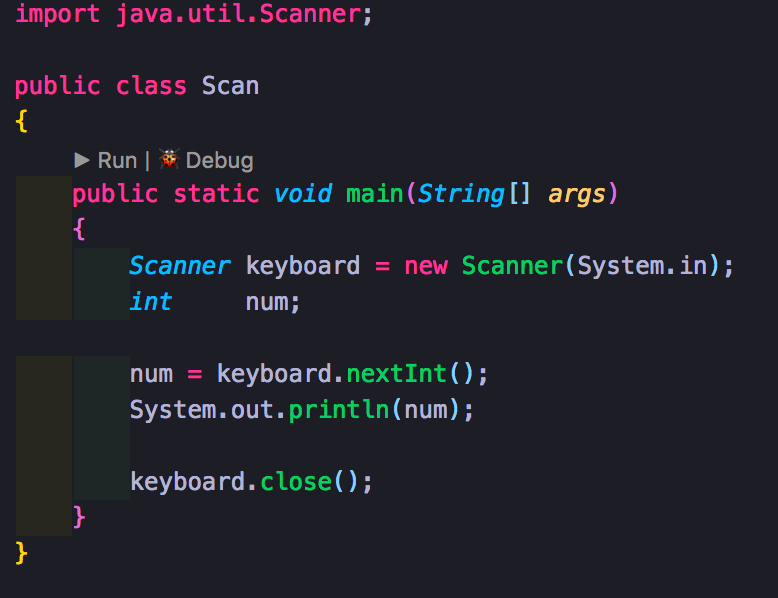 import java.util.Scanner;
public class Scan
{
Run | Debug
public static void main(String[] args)
{
Scanner keyboard = new Scanner(System.in);
int     num;
num = keyboard.nextInt();
System.out.println(num);
keyboard.close();
}
}